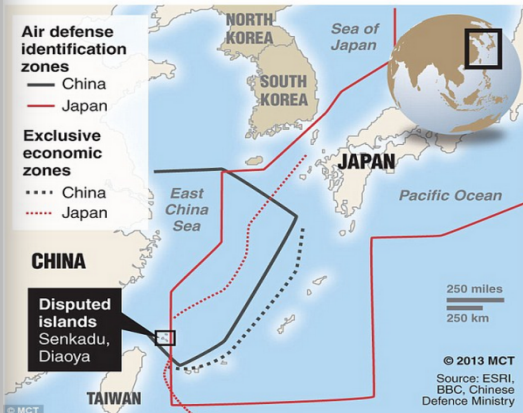 Air defense
identification
zones
China
Japan
Exclusive
economic
zones
China
Japan
NORTH
KOREA
Sea of
Japan
SOUTH
KOREA
JAPAN
East
China
Sea
Pacific Ocean
CHINA
Disputed
islands
Senkadu,
Diaoya
250 miles
250 km
TAIWAN
© 2013 MCT
Source: ESRI,
BBC, Chinese
Defence Ministry
© MCT